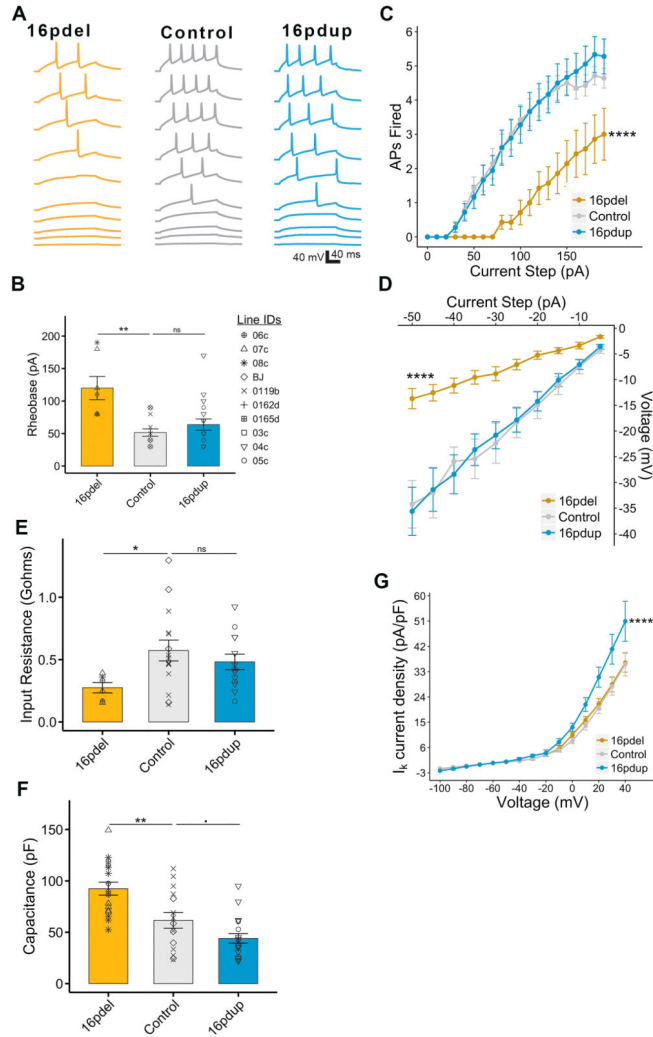 A
16pdel
Control
16pdup
40 mV
40 ms
B
Rheobase (pA)
200
150
100
50
0
**
ns
16pdel
Control
16pdup
Line IDs
06c
07c
08c
BJ
0119b
0162d
0165d
03c
04c
05c
C
APs Fired
6
5
4
3
2
1
0
0
50
100
150
Current Step (pA)
****
16pdel
Control
16pdup
D
Current Step (pA)
-50
-40
-30
-20
-10
0
-5
-10
-15
-20
-25
-30
-35
-40
Voltage (mV)
****
16pdel
Control
16pdup
E
Input Resistance (Gohms)
1.0
0.5
0.0
*
ns
16pdel
Control
16pdup
F
Capacitance (pF)
150
100
50
0
**
.
16pdel
Control
16pdup
G
Ik current density (pA/pF)
60
51
42
33
24
15
6
-3
-100
-80
-60
-40
-20
0
20
40
Voltage (mV)
****
16pdel
Control
16pdup